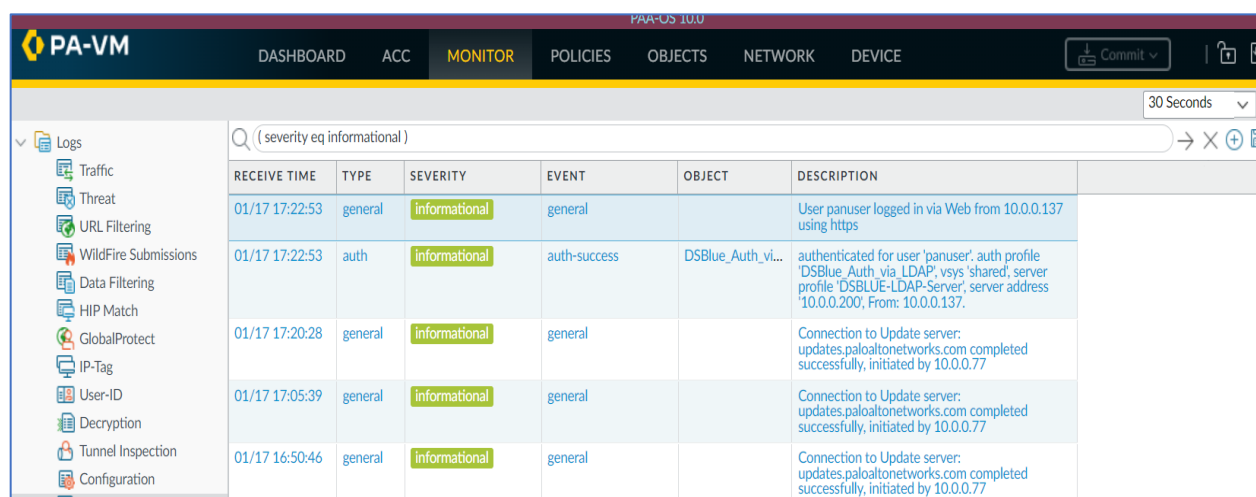 PAA-OS 10.0
PA-VM
DASHBOARD ACC MONITOR POLICIES OBJECTS NETWORK DEVICE
Commit
30 Seconds
Logs
Traffic
Threat
URL Filtering
WildFire Submissions
Data Filtering
HIP Match
GlobalProtect
IP-Tag
User-ID
Decryption
Tunnel Inspection
Configuration
( severity eq informational )
RECEIVE TIME TYPE SEVERITY EVENT OBJECT DESCRIPTION
01/17 17:22:53 general informational general User panuser logged in via Web from 10.0.0.137
using https
01/17 17:22:53 auth informational auth-success DSBlue_Auth_vi... authenticated for user 'panuser'. auth profile
'DSBlue_Auth_via_LDAP', vsys 'shared', server
profile 'DSBLUE-LDAP-Server', server address
'10.0.0.200', From: 10.0.0.137.
01/17 17:20:28 general informational general Connection to Update server:
updates.paloaltonetworks.com completed
successfully, initiated by 10.0.0.77
01/17 17:05:39 general informational general Connection to Update server:
updates.paloaltonetworks.com completed
successfully, initiated by 10.0.0.77
01/17 16:50:46 general informational general Connection to Update server:
updates.paloaltonetworks.com completed
successfully, initiated by 10.0.0.77